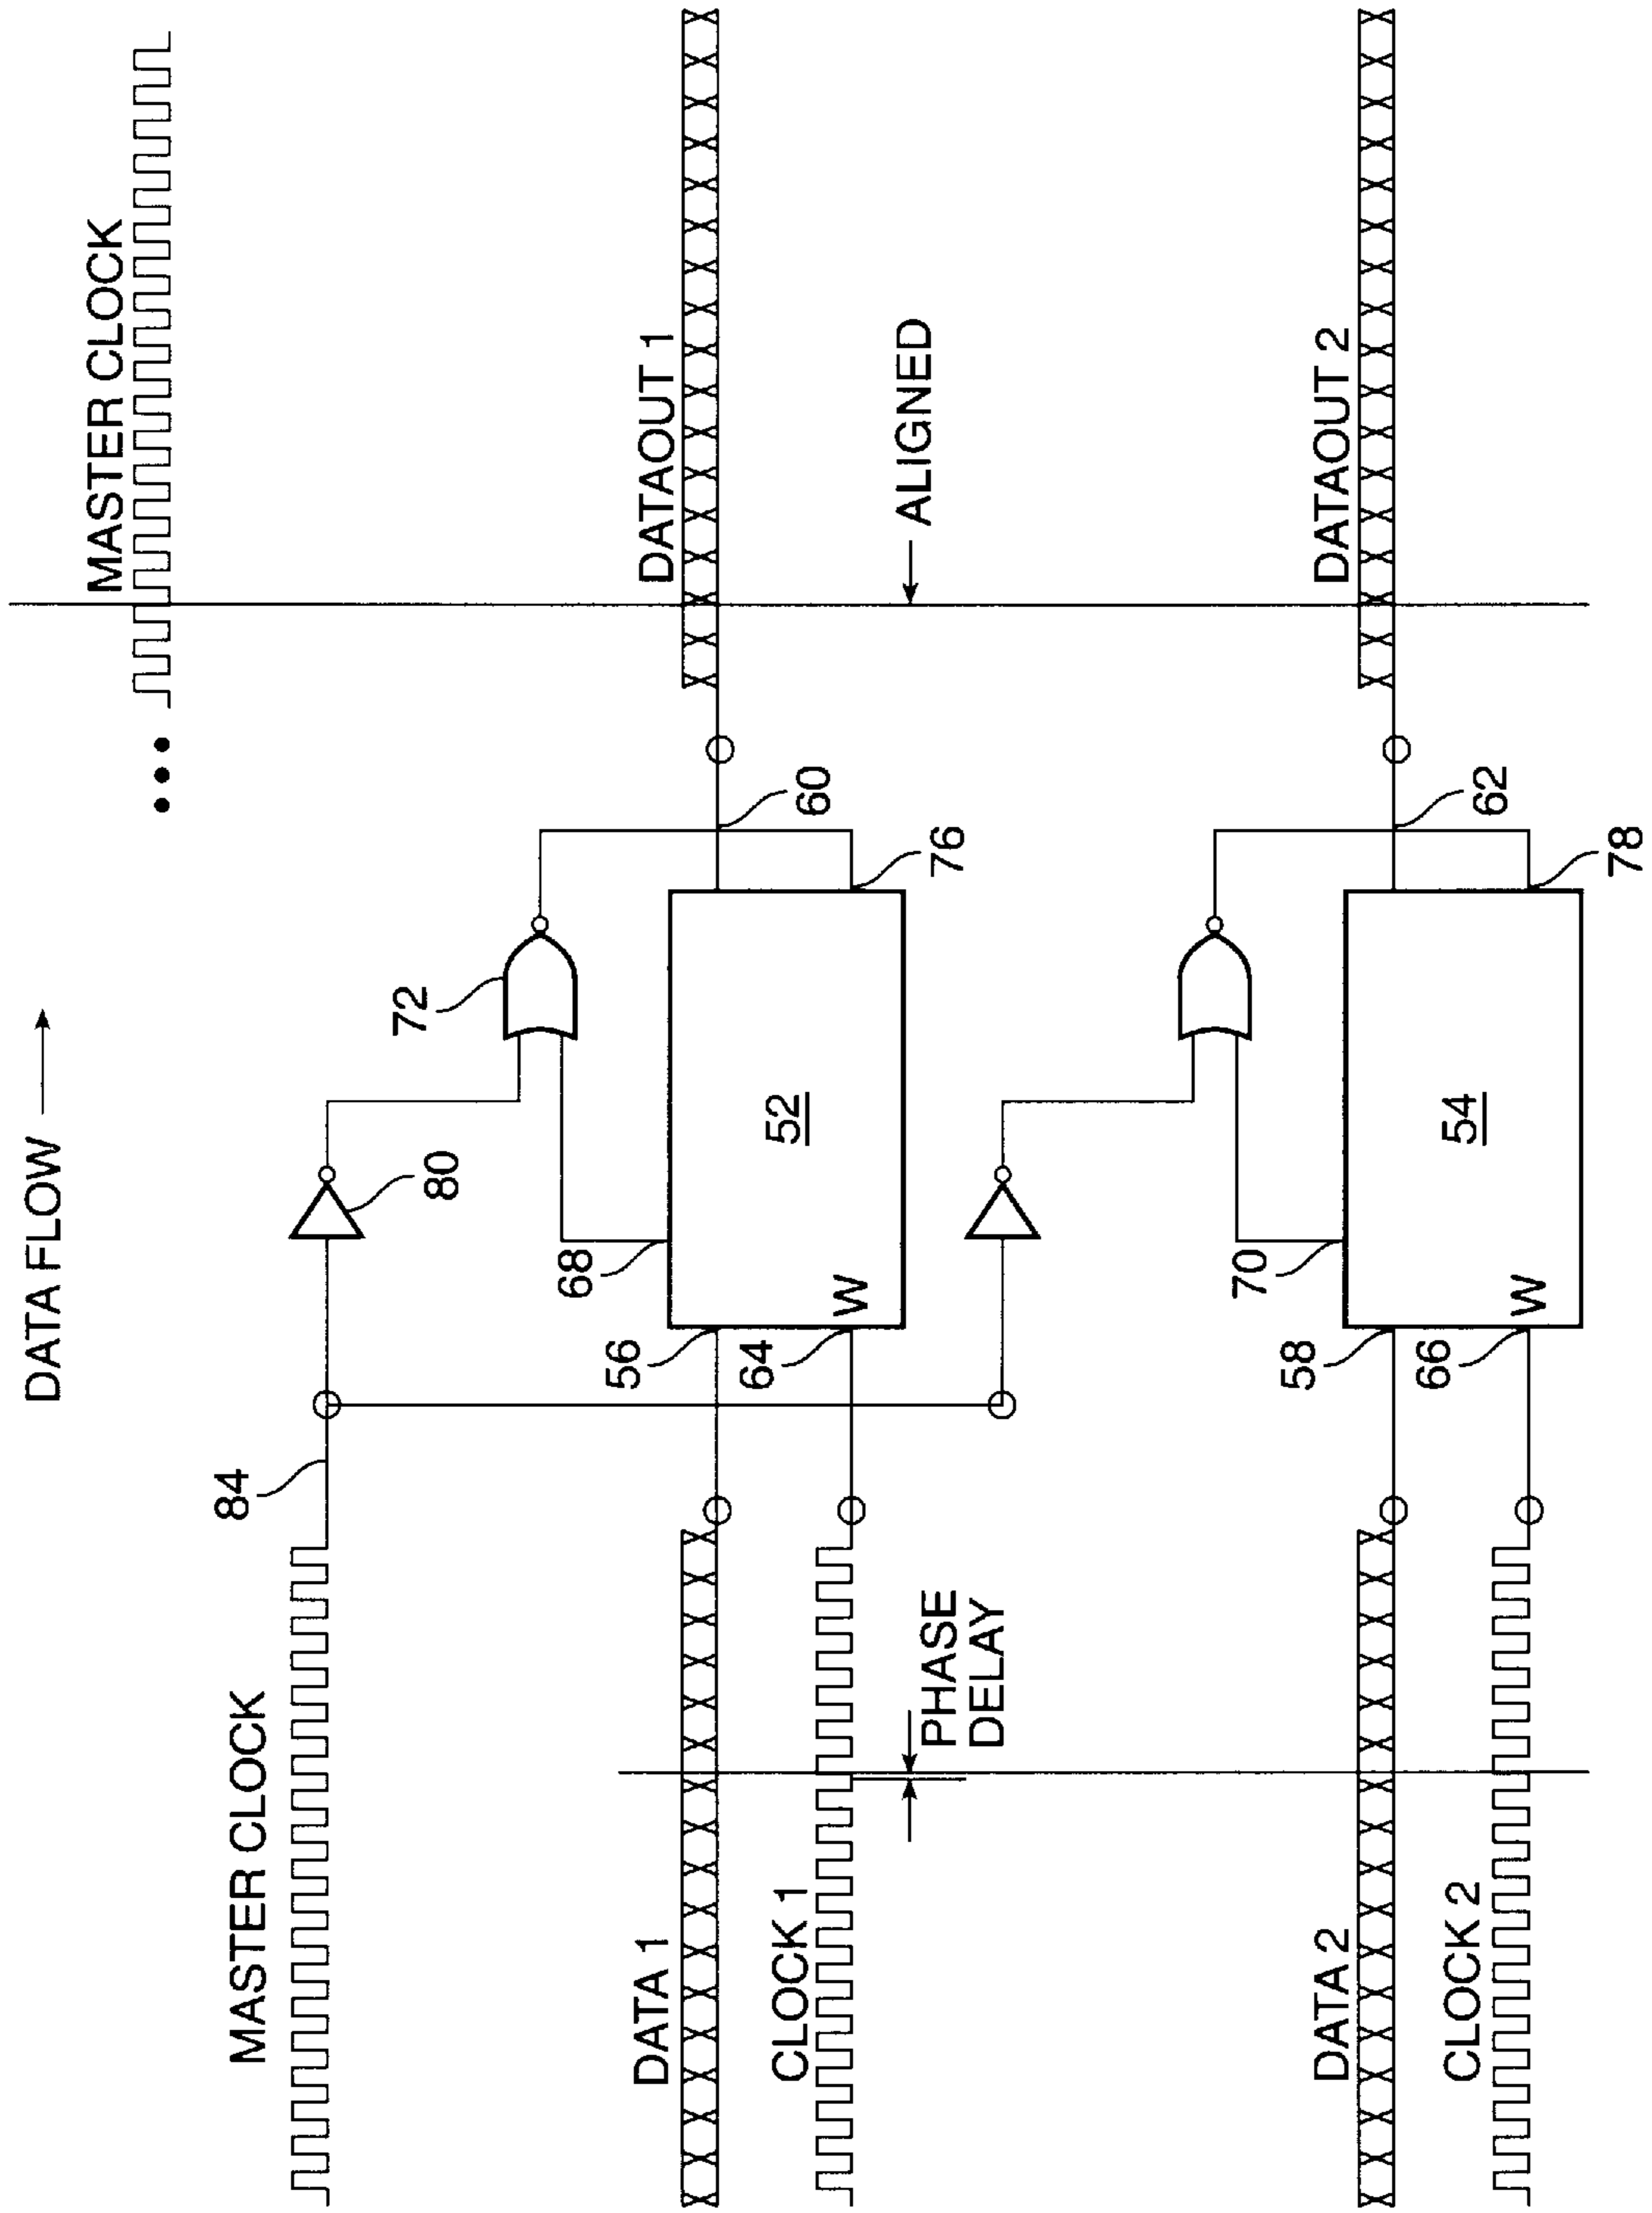 DATA FLOW
MASTER CLOCK
MASTER CLOCK
84
80
72
DATA 1
56
68
60
DATAOUT 1
CLOCK 1
64
W
52
76
PHASE
DELAY
ALIGNED
DATA 2
58
70
62
DATAOUT 2
CLOCK 2
66
W
54
78